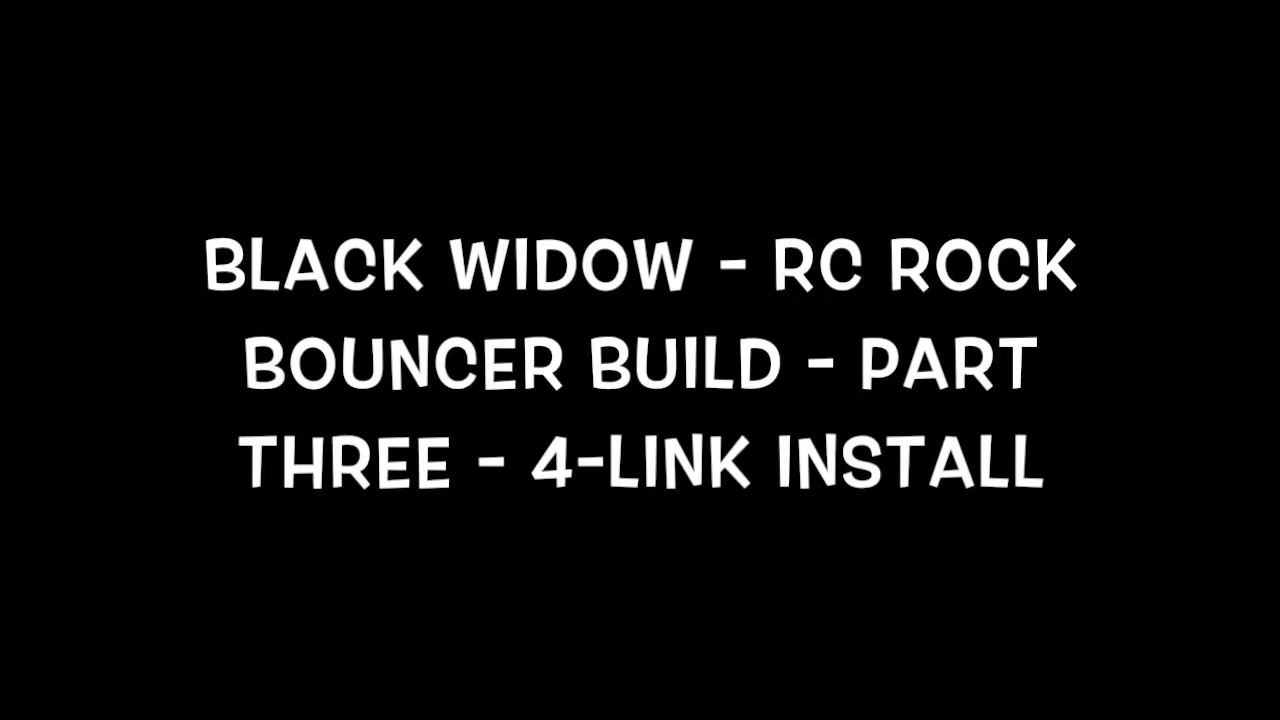 BLACK WIDOW - RC ROCK
BOUNCER BUILD - PART
THREE - 4-LINK INSTALL